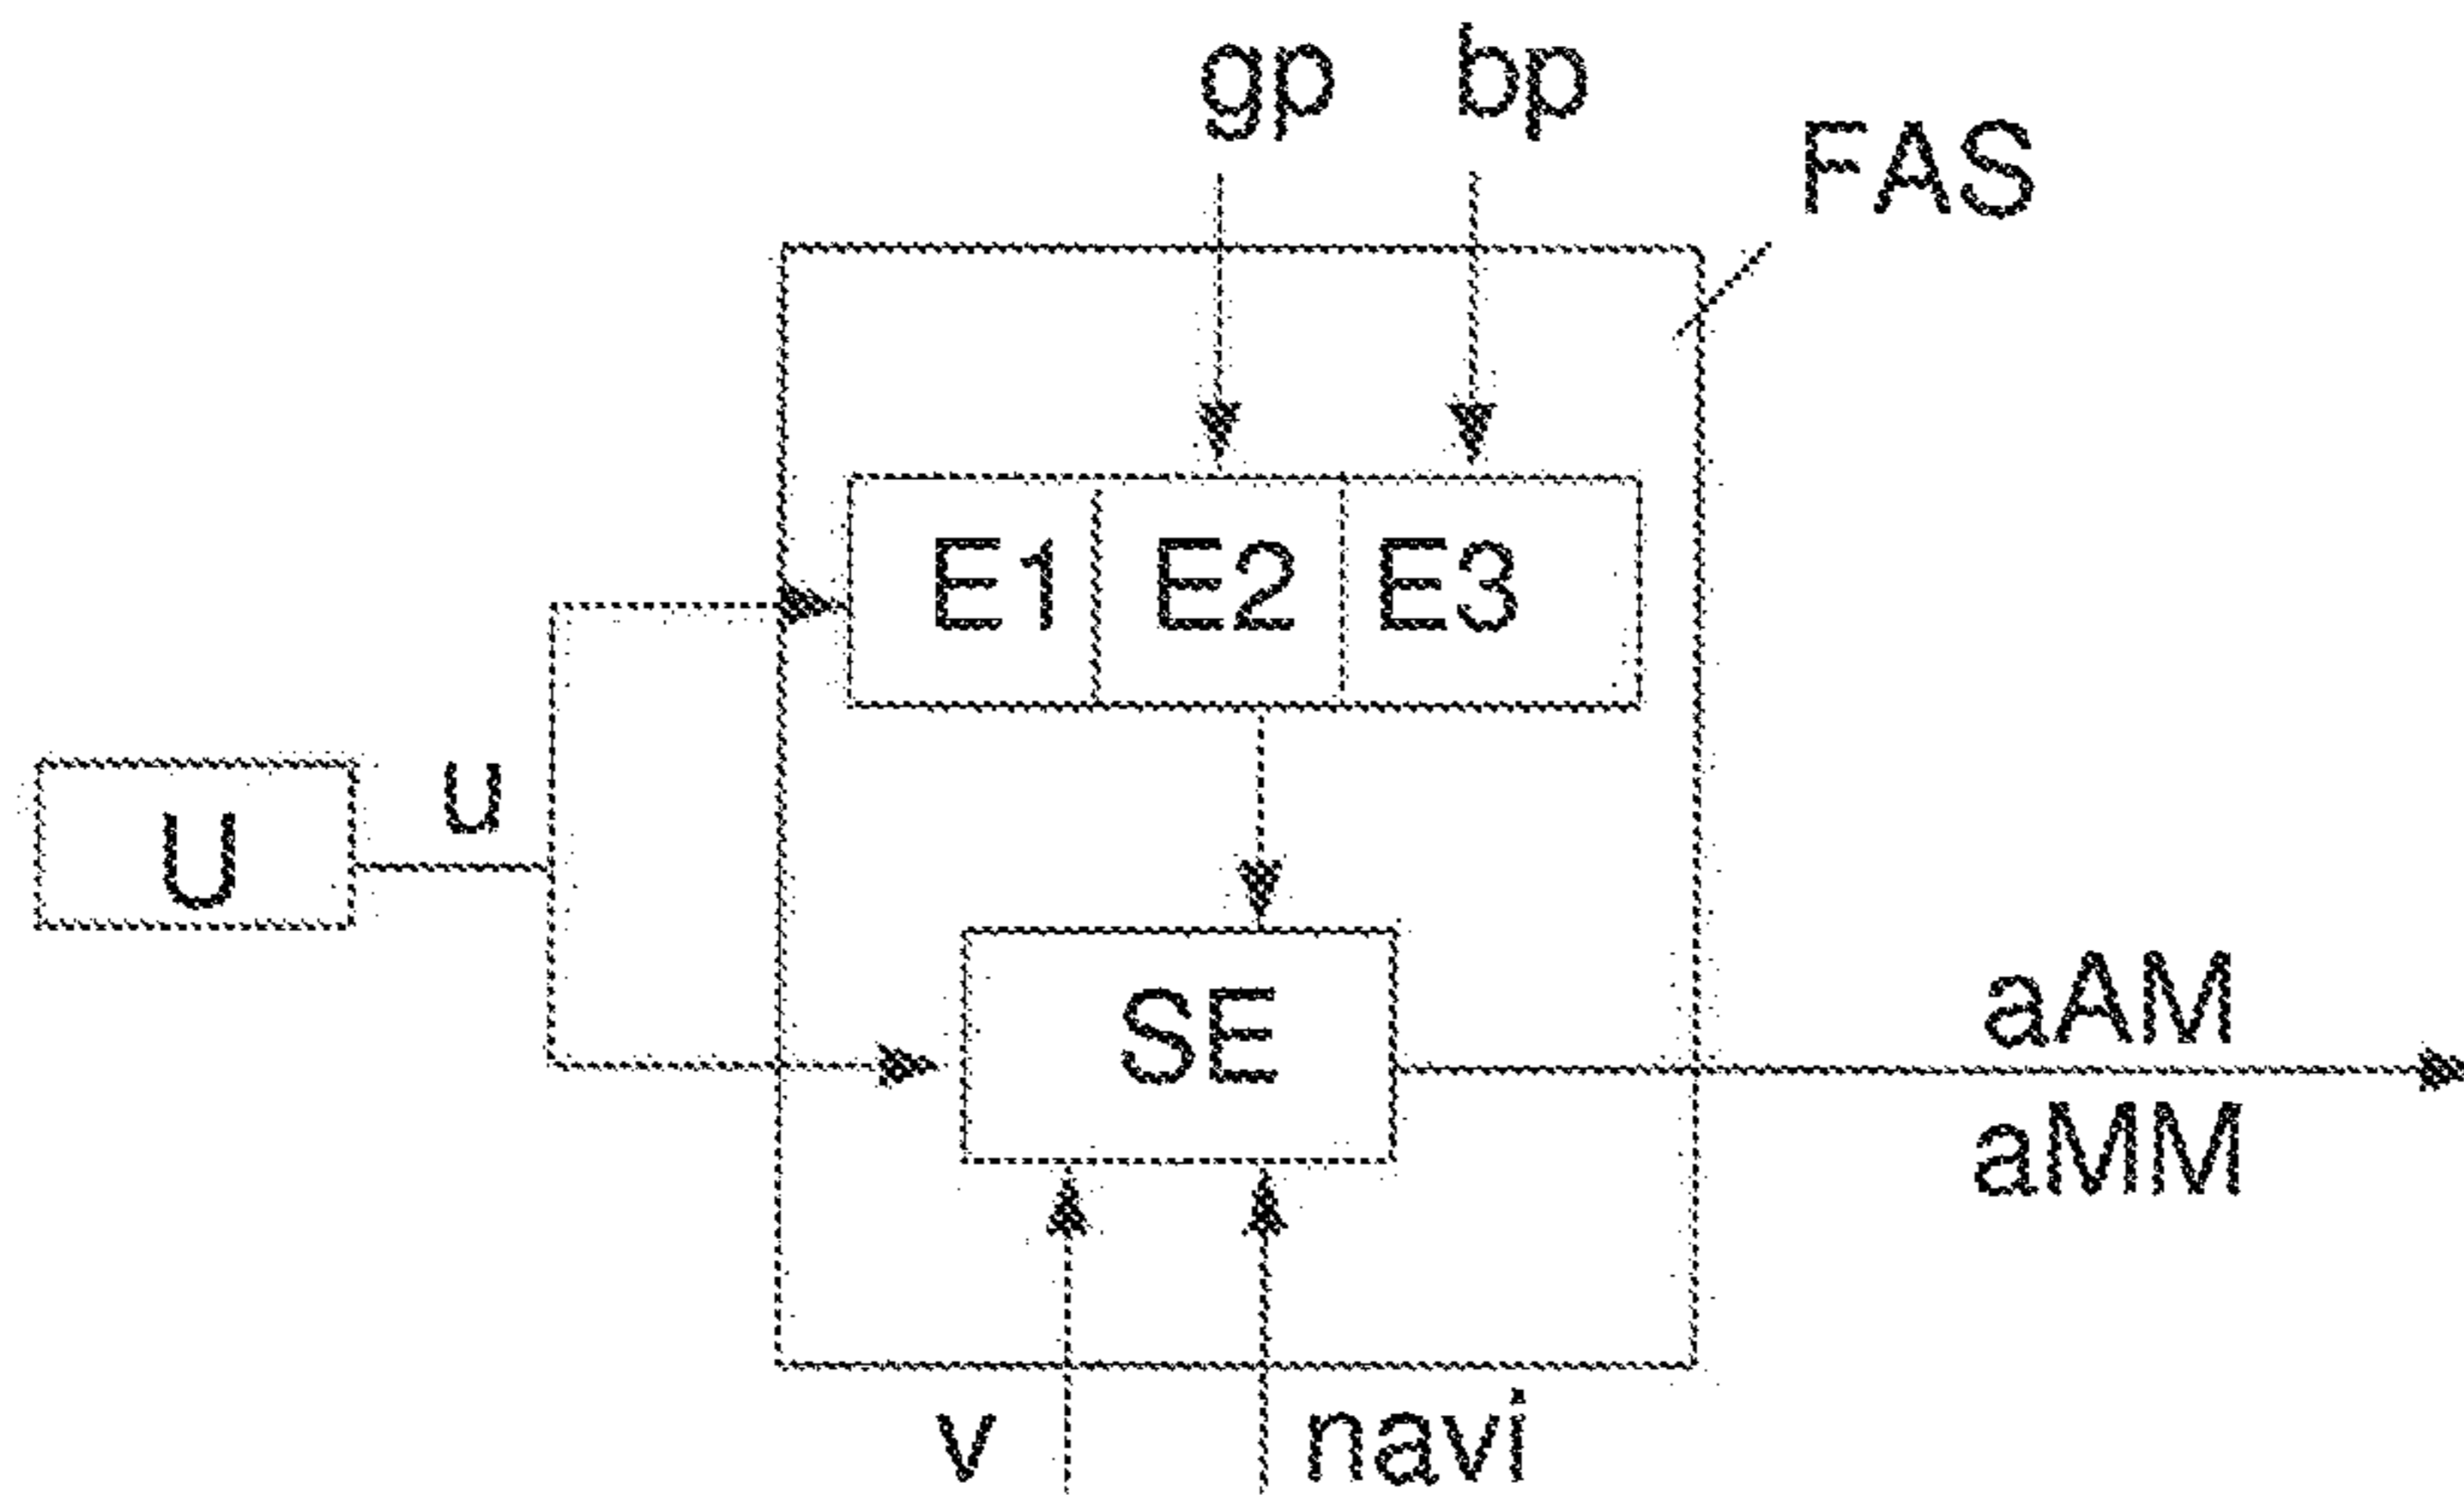 gp bp
FAS
E1 E2 E3
U u
SE
aAM
aMM
v navi